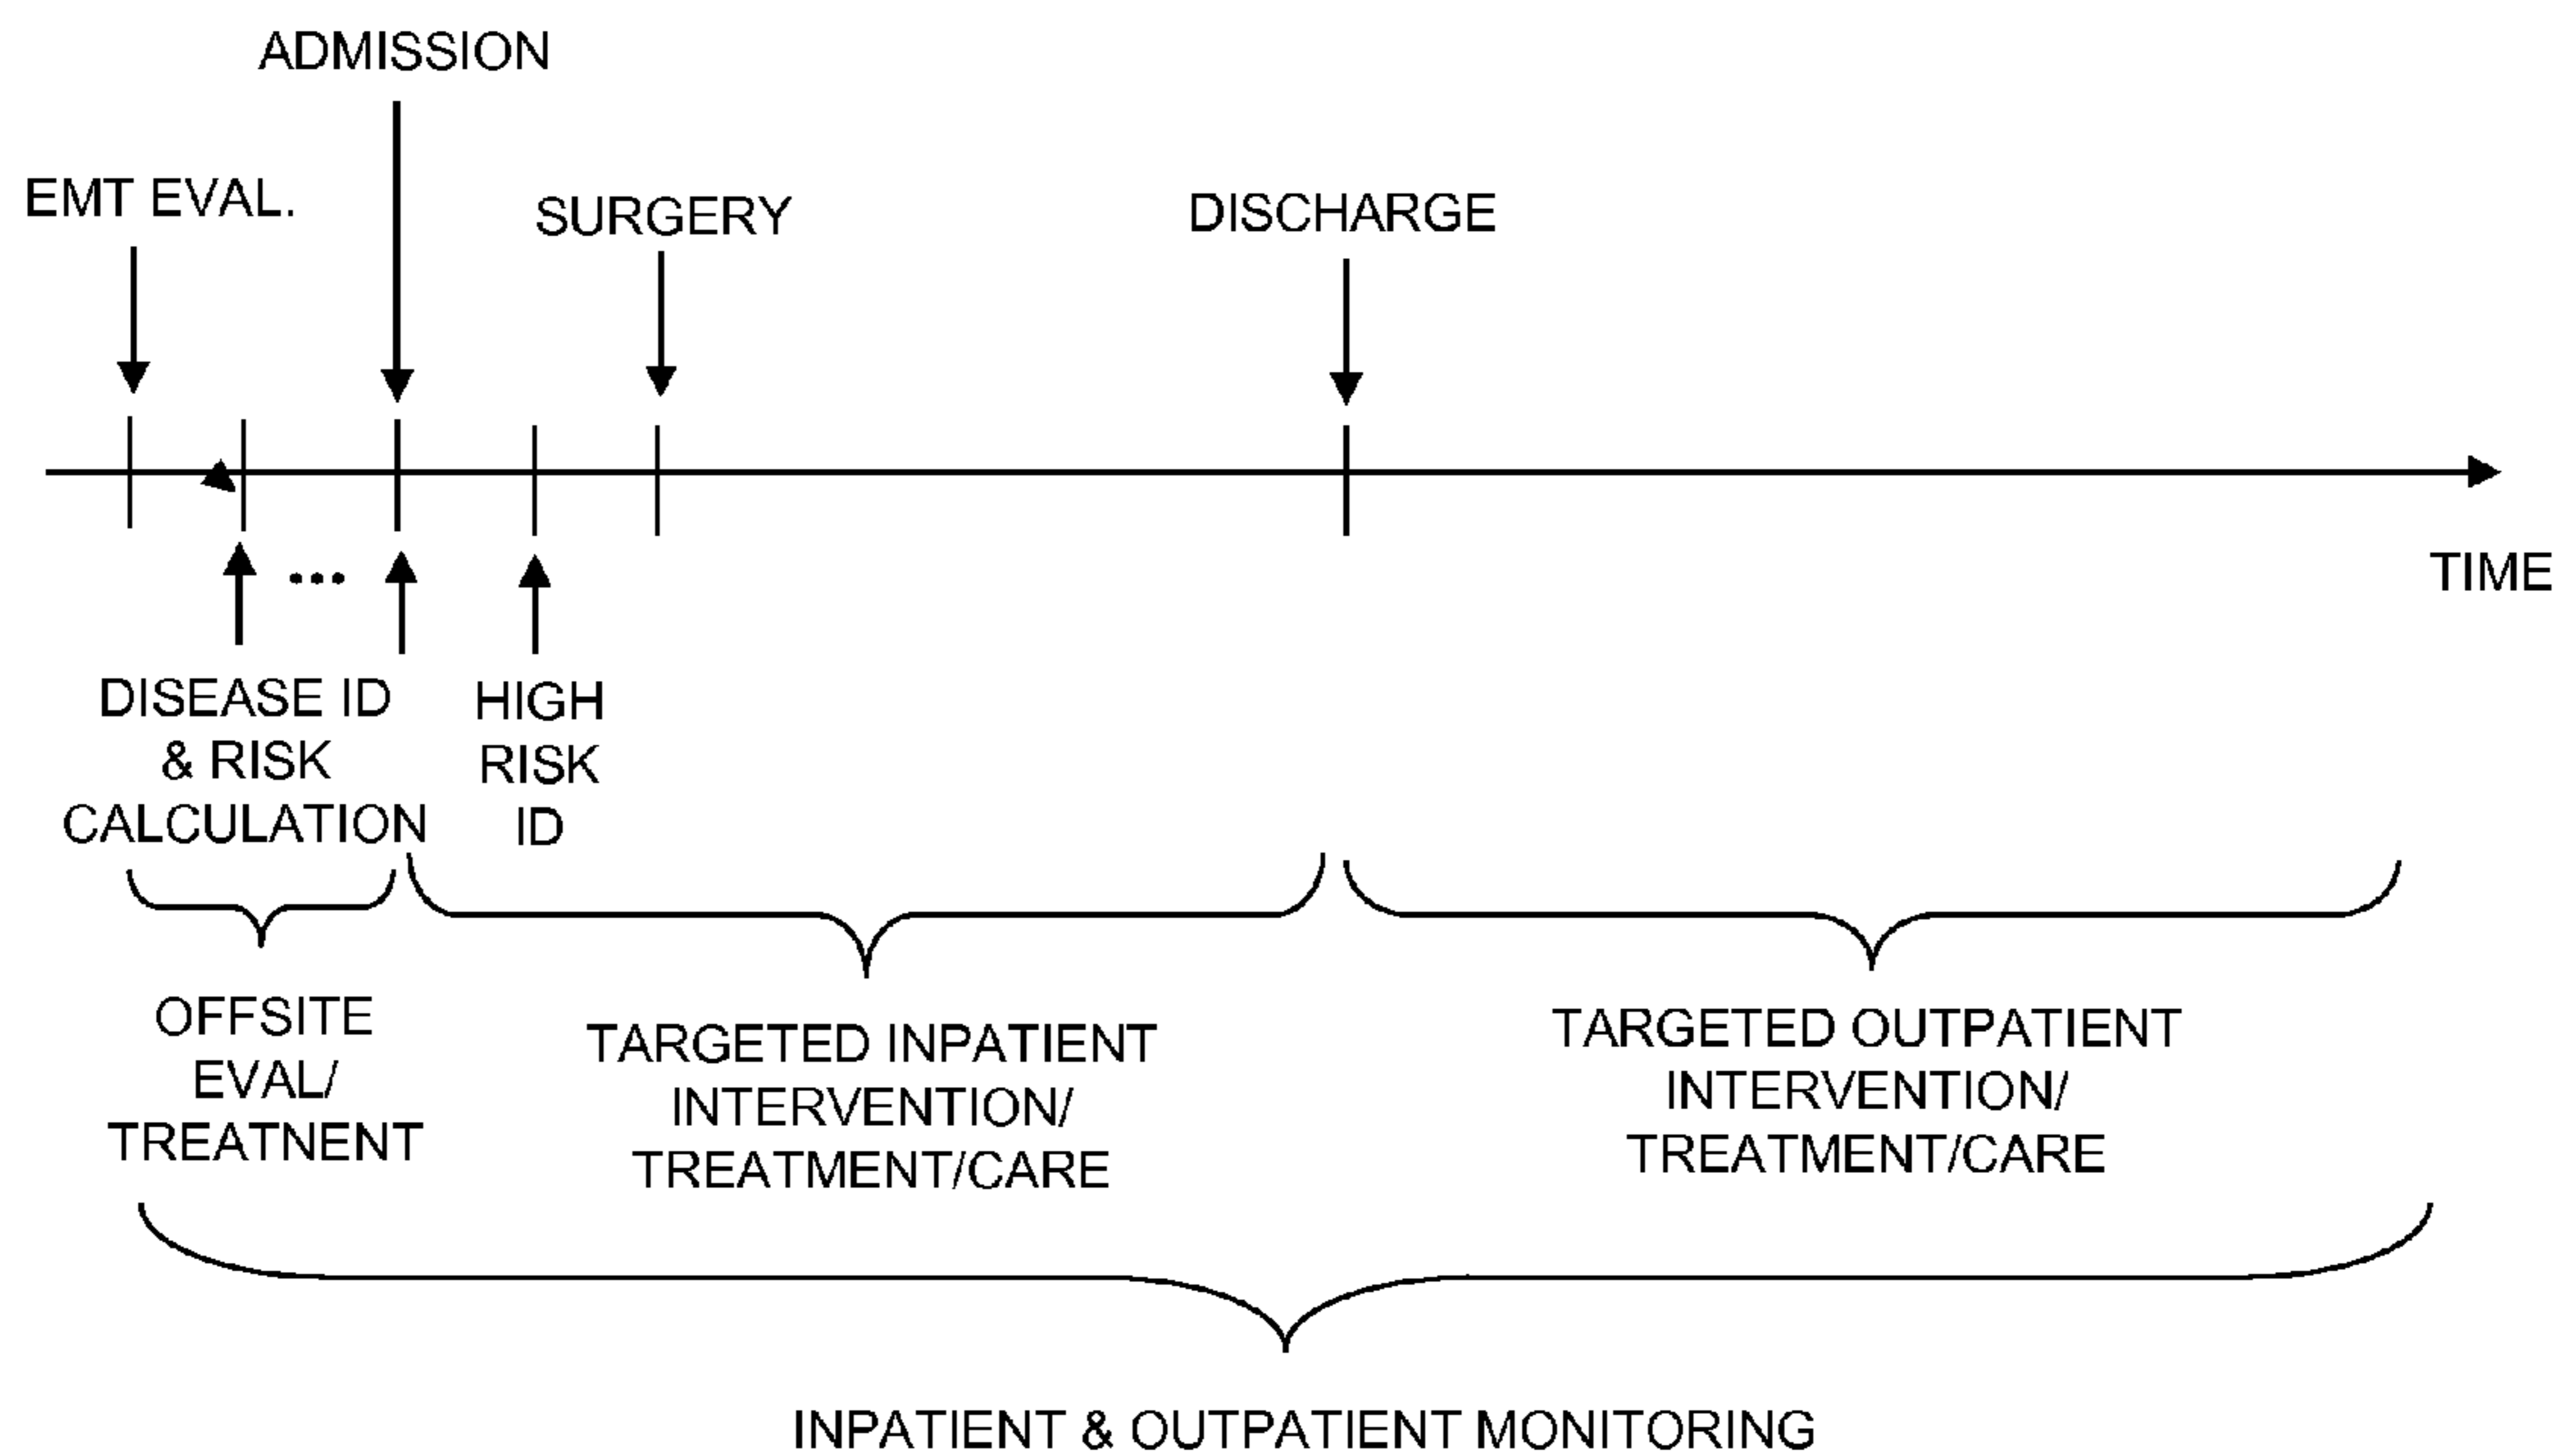 ADMISSION
EMT EVAL.
SURGERY
DISCHARGE
TIME
DISEASE ID
& RISK
CALCULATION
HIGH
RISK
ID
OFFSITE
EVAL/
TREATNENT
TARGETED INPATIENT
INTERVENTION/
TREATMENT/CARE
TARGETED OUTPATIENT
INTERVENTION/
TREATMENT/CARE
INPATIENT & OUTPATIENT MONITORING